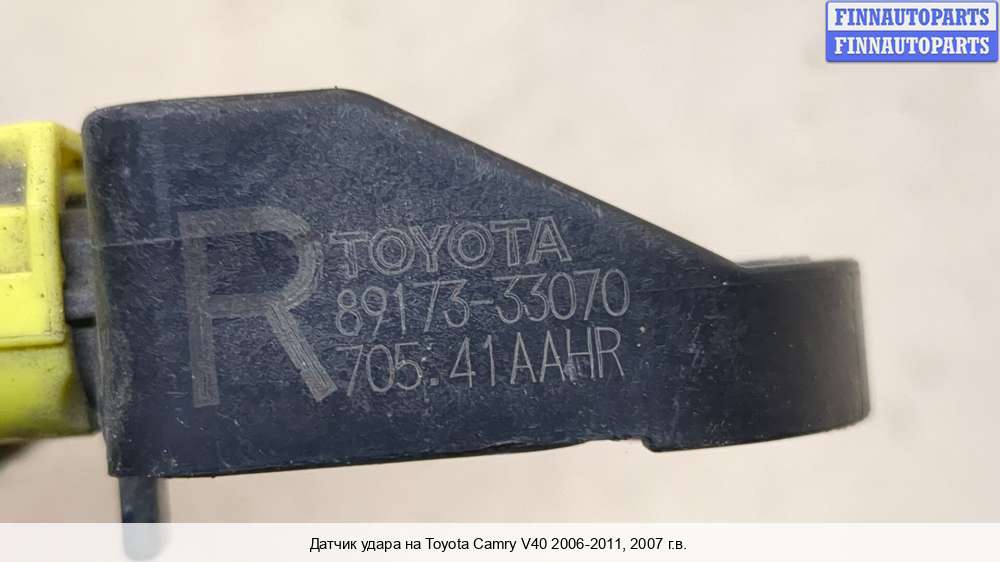 FINNAUTOPARTS
FINNAUTOPARTS
R
TOYOTA
89173-33070
705.41AAHR
Датчик удара на Toyota Camry V40 2006-2011, 2007 г.в.